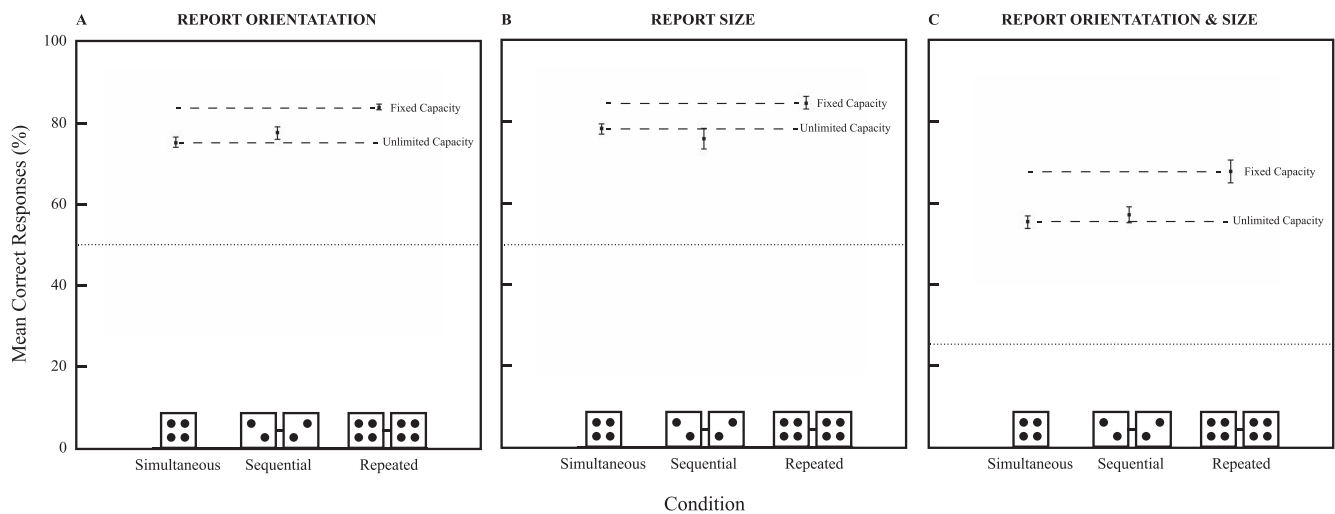 A REPORT ORIENTATATION
B REPORT SIZE
C REPORT ORIENTATATION & SIZE
Mean Correct Responses (%)
100
80
60
40
20
0
Fixed Capacity
Unlimited Capacity
Simultaneous Sequential Repeated
Fixed Capacity
Unlimited Capacity
Simultaneous Sequential Repeated
Fixed Capacity
Unlimited Capacity
Simultaneous Sequential Repeated
Condition